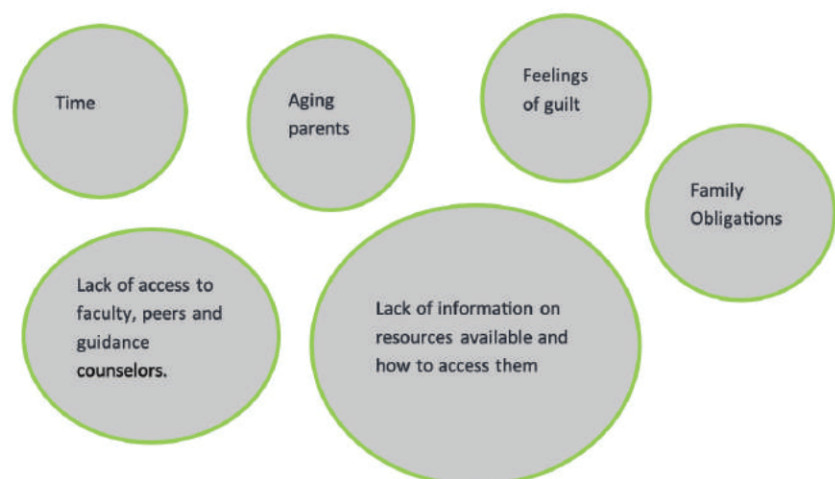 Time
Aging
parents
Feelings
of guilt
Family
Obligations
Lack of access to
faculty, peers and
guidance
counselors.
Lack of information on
resources available and
how to access them